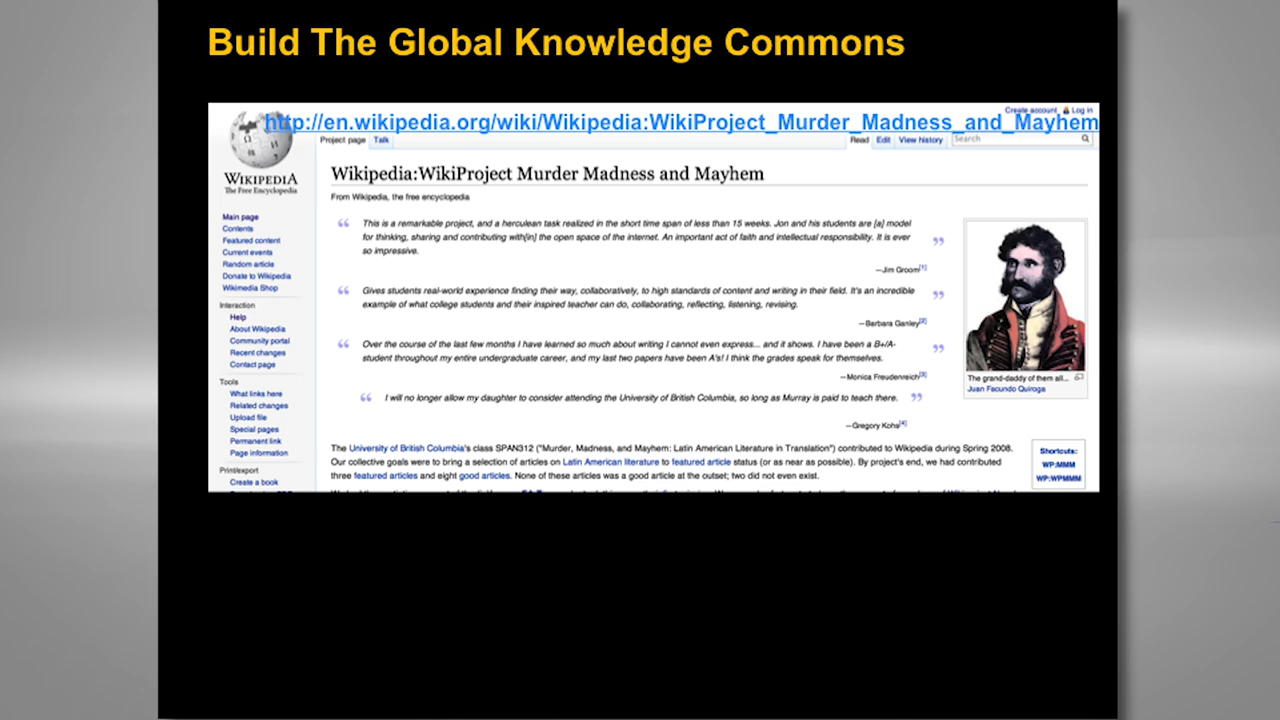 Build The Global Knowledge Commons
http://en.wikipedia.org/wiki/Wikipedia:WikiProject_Murder_Madness_and_Mayhem
Create account Log in
Project page Talk Read Edit View history Search
WIKIPEDIA
The Free Encyclopedia
Main page
Contents
Featured content
Current events
Random article
Donate to Wikipedia
Wikimedia Shop
Interaction
Help
About Wikipedia
Community portal
Recent changes
Contact page
Tools
What links here
Related changes
Upload file
Special pages
Permanent link
Page information
Print/export
Create a book
Wikipedia:WikiProject Murder Madness and Mayhem
From Wikipedia, the free encyclopedia
“ This is a remarkable project, and a herculean task realized in the short time span of less than 15 weeks. Jon and his students are [a] model
for thinking, sharing and contributing with[in] the open space of the internet. An important act of faith and intellectual responsibility. It is ever ”
so impressive.
—Jim Groom[1]
“ Gives students real-world experience finding their way, collaboratively, to high standards of content and writing in their field. It's an incredible
example of what college students and their inspired teacher can do, collaborating, reflecting, listening, revising. ”
—Barbara Ganley[2]
“ Over the course of the last few months I have learned so much about writing I cannot even express... and it shows. I have been a B+/A-
student throughout my entire undergraduate career, and my last two papers have been A's! I think the grades speak for themselves. ”
—Monica Freudenreich[3]
“ I will no longer allow my daughter to consider attending the University of British Columbia, so long as Murray is paid to teach there. ”
—Gregory Kohs[4]
The grand-daddy of them all...
Juan Facundo Quiroga
The University of British Columbia's class SPAN312 ("Murder, Madness, and Mayhem: Latin American Literature in Translation") contributed to Wikipedia during Spring 2008.
Our collective goals were to bring a selection of articles on Latin American literature to featured article status (or as near as possible). By project's end, we had contributed
three featured articles and eight good articles. None of these articles was a good article at the outset; two did not even exist.
Shortcuts:
WP:MMM
WP:WPMMM